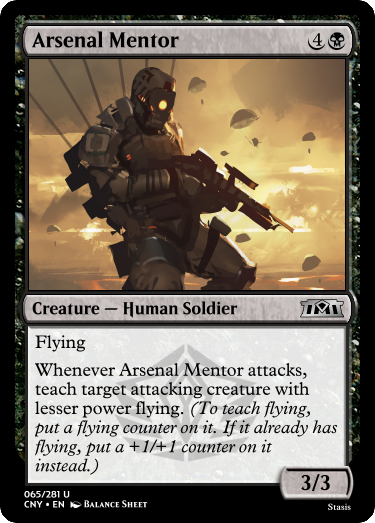 Arsenal Mentor 4
Creature — Human Soldier
Flying
Whenever Arsenal Mentor attacks,
teach target attacking creature with
lesser power flying. (To teach flying,
put a flying counter on it. If it already has
flying, put a +1/+1 counter on it
instead.)
3/3
065/281 U
CNY • EN Balance Sheet
Stasis